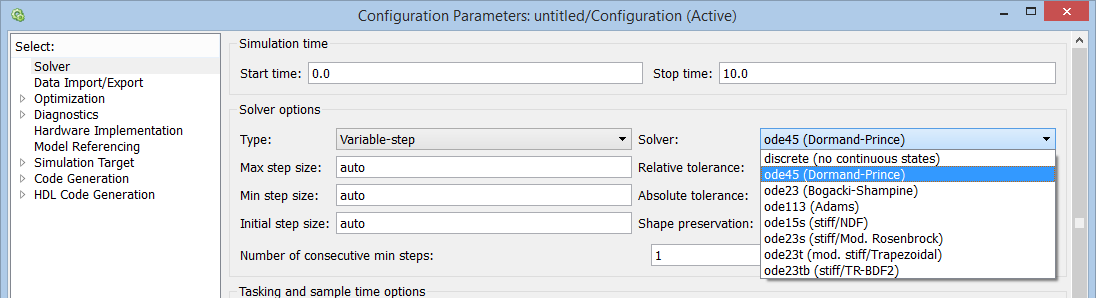 Configuration Parameters: untitled/Configuration (Active)
Select:
Solver
Data Import/Export
Optimization
Diagnostics
Hardware Implementation
Model Referencing
Simulation Target
Code Generation
HDL Code Generation
Simulation time
Start time: 0.0 Stop time: 10.0
Solver options
Type: Variable-step Solver: ode45 (Dormand-Prince)
Max step size: auto Relative tolerance:
Min step size: auto Absolute tolerance:
Initial step size: auto Shape preservation:
Number of consecutive min steps: 1
discrete (no continuous states)
ode45 (Dormand-Prince)
ode23 (Bogacki-Shampine)
ode113 (Adams)
ode15s (stiff/NDF)
ode23s (stiff/Mod. Rosenbrock)
ode23t (mod. stiff/Trapezoidal)
ode23tb (stiff/TR-BDF2)
Tasking and sample time options